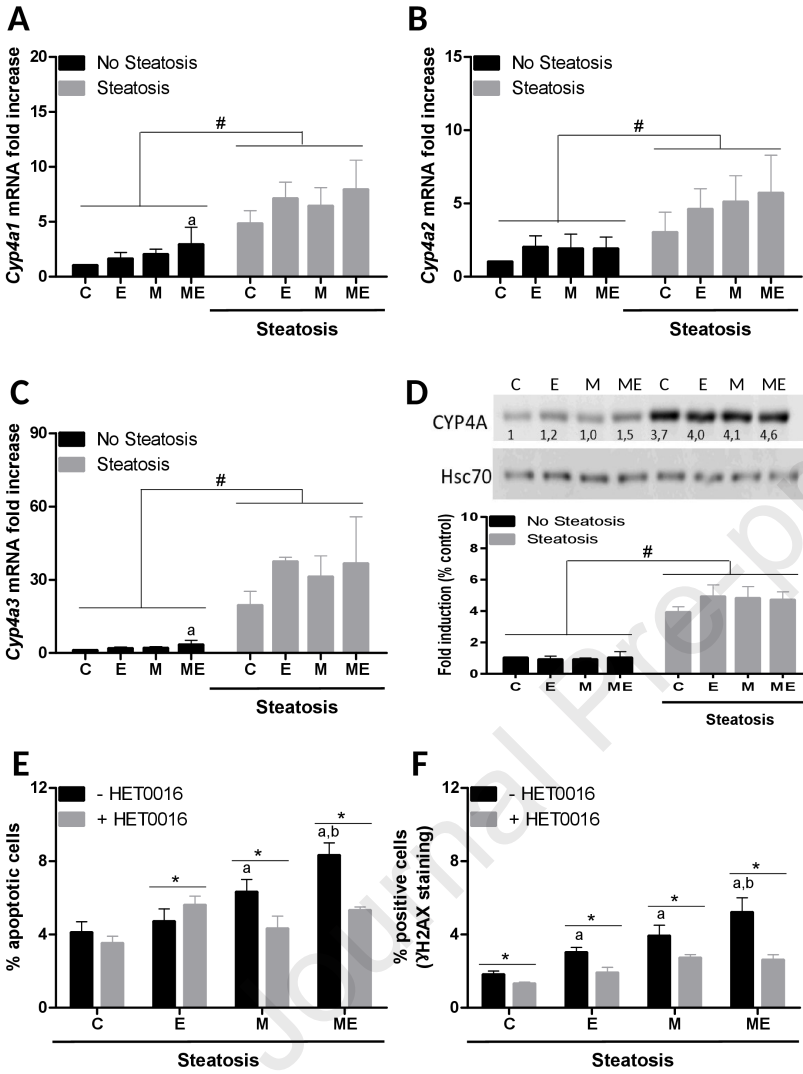 A
Cyp4a1 mRNA fold increase
20
15
10
5
0
No Steatosis
Steatosis
#
a
C E M ME C E M ME
Steatosis
B
Cyp4a2 mRNA fold increase
15
10
5
0
No Steatosis
Steatosis
#
C E M ME C E M ME
Steatosis
C
Cyp4a3 mRNA fold increase
90
60
30
0
No Steatosis
Steatosis
#
a
C E M ME C E M ME
Steatosis
D
C E M ME C E M ME
CYP4A
1 1,2 1,0 1,5 3,7 4,0 4,1 4,6
Hsc70
Fold induction (% control)
10
8
6
4
2
0
No Steatosis
Steatosis
#
C E M ME C E M ME
Steatosis
E
% apoptotic cells
12
8
4
0
- HET0016
+ HET0016
*
a
*
a,b
*
C E M ME
Steatosis
F
% positive cells
(ɣH2AX staining)
12
8
4
0
- HET0016
+ HET0016
*
a
*
a
*
a,b
*
C E M ME
Steatosis
Journal Pre-p